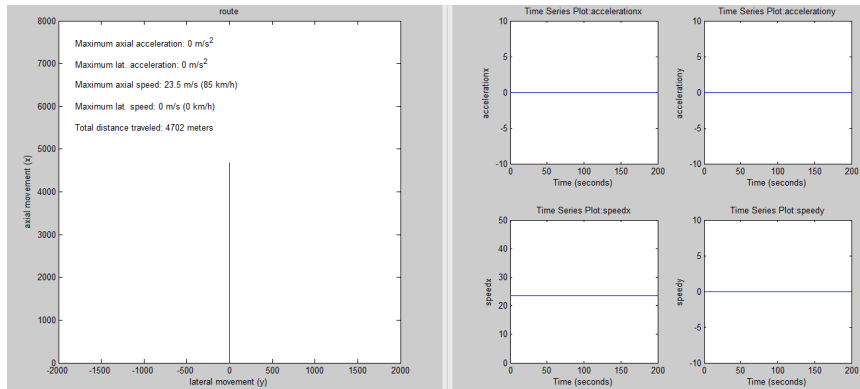 route
8000
7000
6000
5000
4000
3000
2000
1000
0
axial movement (x)
Maximum axial acceleration: 0 m/s²
Maximum lat. acceleration: 0 m/s²
Maximum axial speed: 23.5 m/s (85 km/h)
Maximum lat. speed: 0 m/s (0 km/h)
Total distance traveled: 4702 meters
-2000 -1500 -1000 -500 0 500 1000 1500 2000
lateral movement (y)
Time Series Plot:accelerationx
10
5
0
-5
-10
accelerationx
0 50 100 150 200
Time (seconds)
Time Series Plot:accelerationy
10
5
0
-5
-10
accelerationy
0 50 100 150 200
Time (seconds)
Time Series Plot:speedx
50
40
30
20
10
0
speedx
0 50 100 150 200
Time (seconds)
Time Series Plot:speedy
10
5
0
-5
-10
speedy
0 50 100 150 200
Time (seconds)